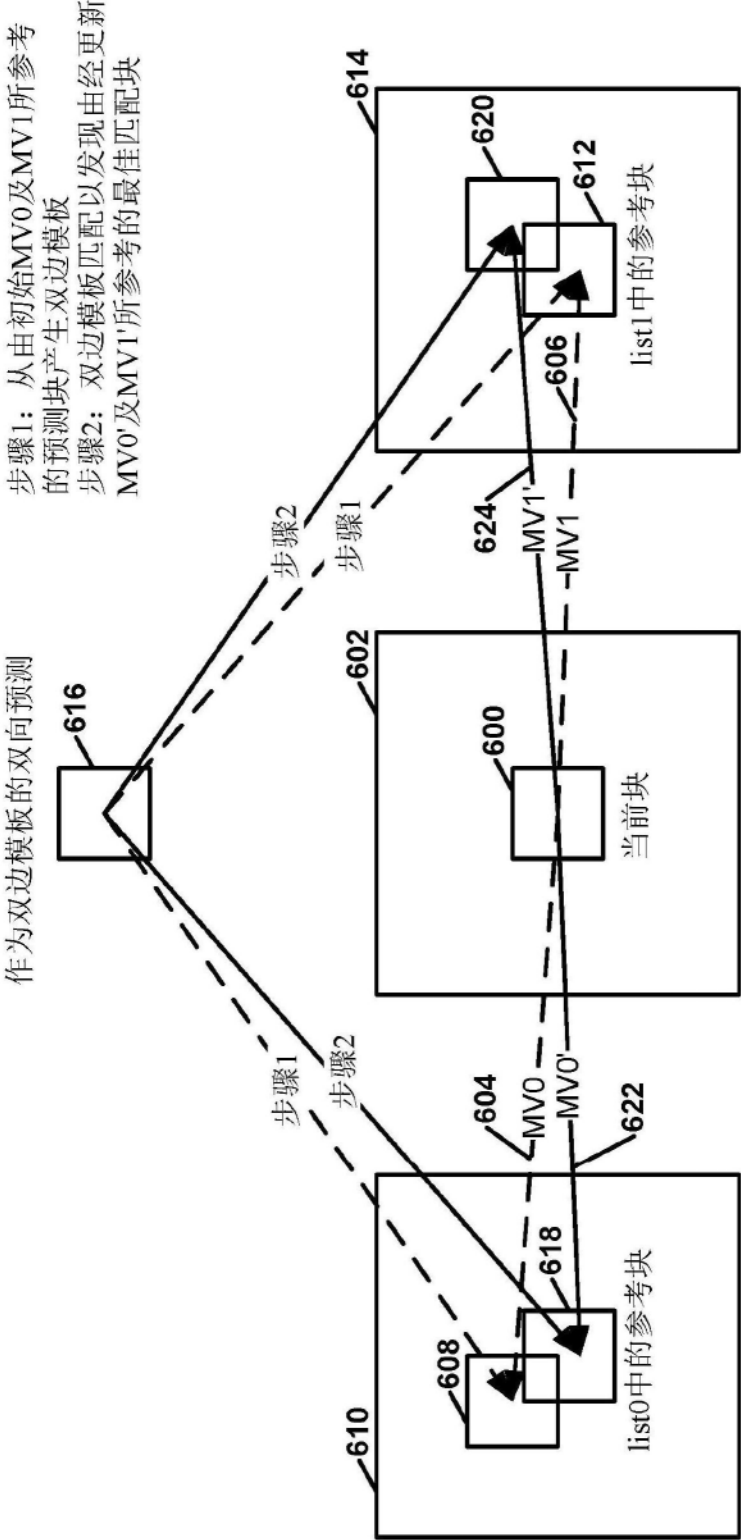 步骤1：从由初始MV0及MV1所参考
的预测块产生双边模板
步骤2：双边模板匹配以发现由经更新
MV0'及MV1'所参考的最佳匹配块
作为双边模板的双向预测
616
步骤1
步骤2
步骤2
步骤1
610
608
618
list0中的参考块
604
MV0
MV0'
622
602
600
当前块
624
MV1'
MV1
606
614
620
612
list1中的参考块